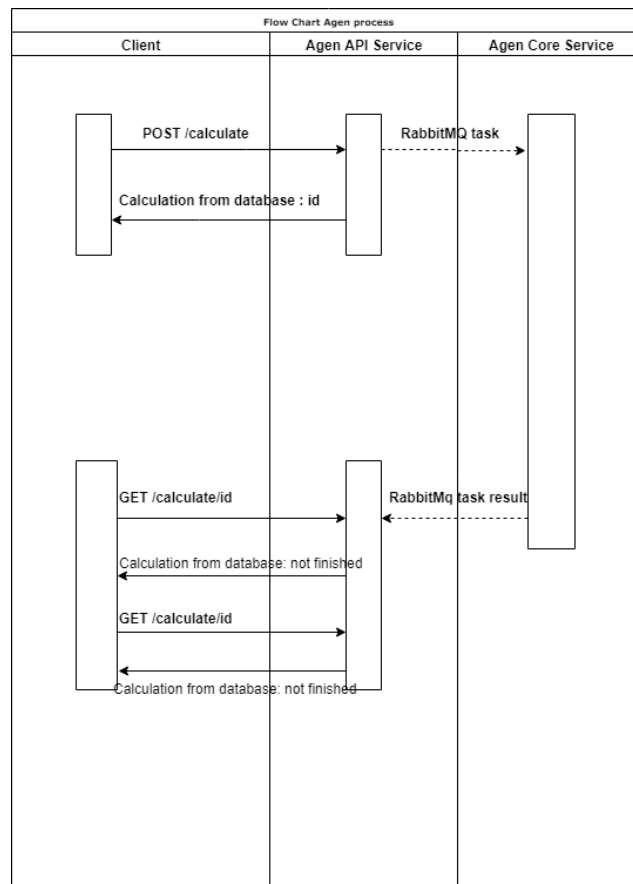 Flow Chart Agen process
Client
Agen API Service
Agen Core Service
POST /calculate
RabbitMQ task
Calculation from database : id
GET /calculate/id
RabbitMq task result
Calculation from database: not finished
GET /calculate/id
Calculation from database: not finished